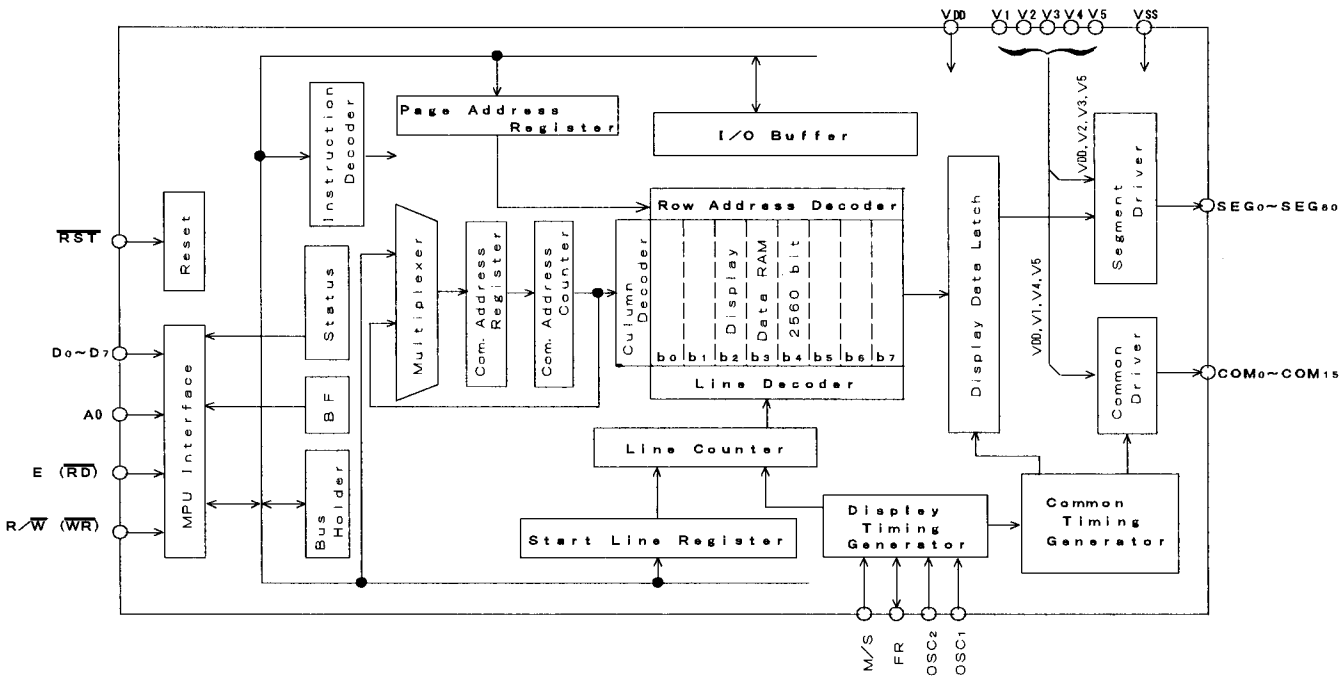 VDD
V1 V2 V3 V4 V5
VSS
Instruction
Decoder
Page Address
Register
I/O Buffer
VDD, V2, V3, V5
Segment
Driver
SEG0~SEG60
RST
Reset
Multiplexer
Com. Address
Register
Com. Address
Counter
Culumn Decoder
Row Address Decoder
Display
Data RAM
2560 bit
b0 b1 b2 b3 b4 b5 b6 b7
Line Decoder
Display Data Latch
VDD, V1, V4, V5
Common
Driver
COM0~COM15
Status
D0~D7
MPU Interface
A0
BF
E (RD)
R/W (WR)
Bus
Holder
Line Counter
Start Line Register
Display
Timing
Generator
Common
Timing
Generator
M/S
FR
OSC2
OSC1